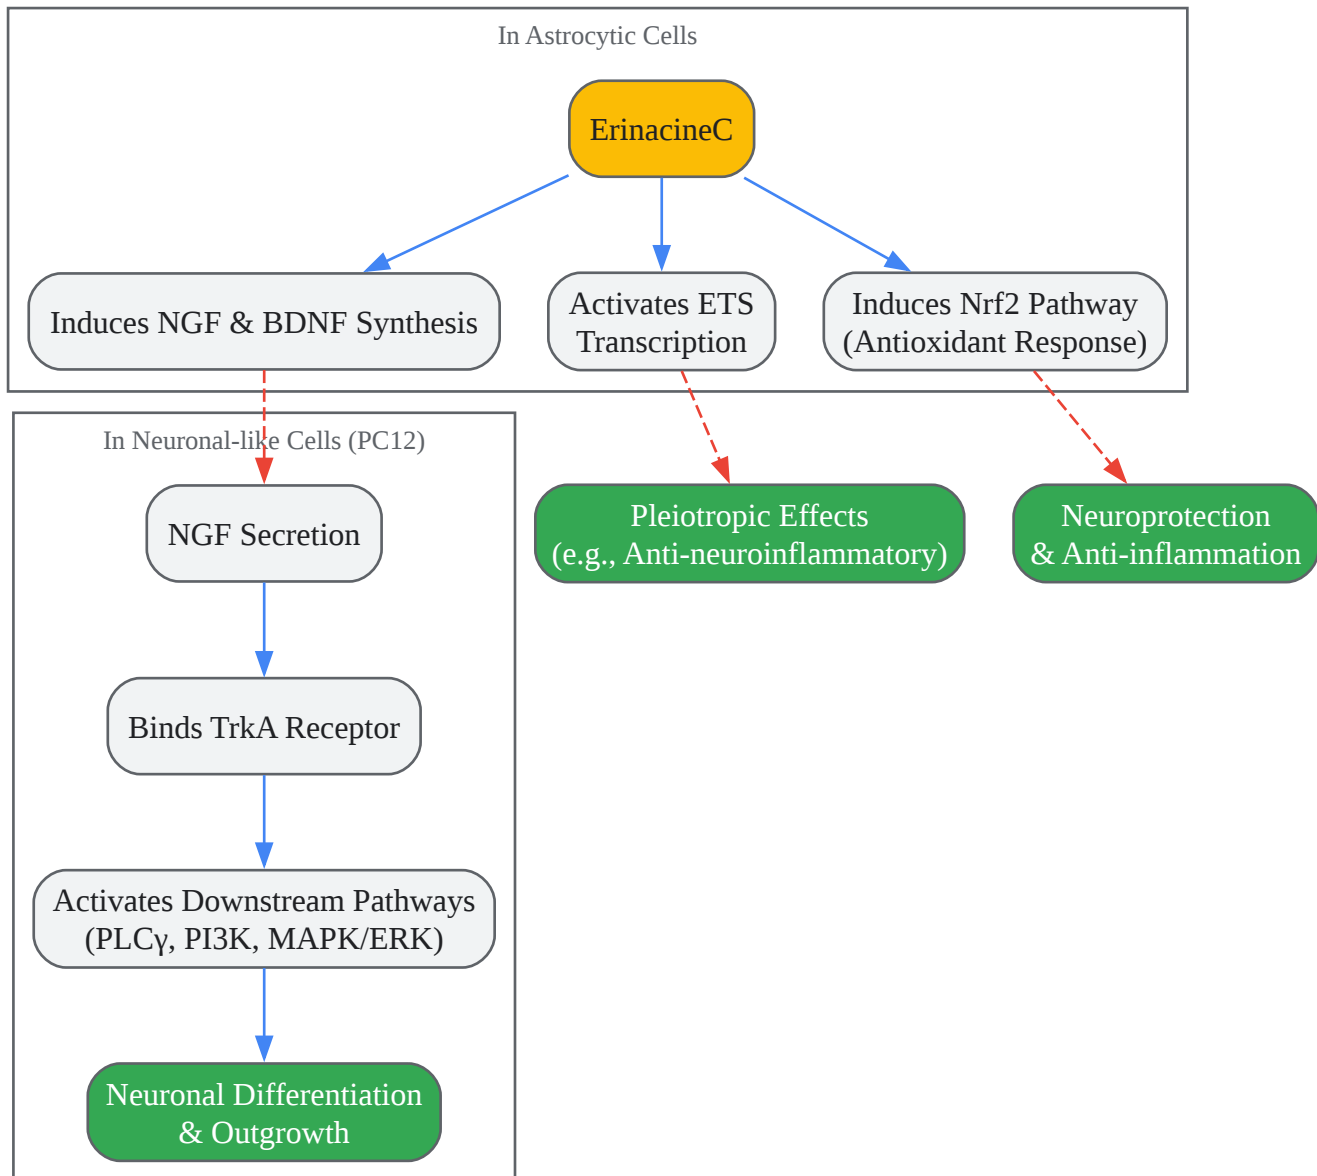 In Astrocytic Cells
ErinacineC
Induces NGF & BDNF Synthesis
Activates ETS
Transcription
Induces Nrf2 Pathway
(Antioxidant Response)
In Neuronal-like Cells (PC12)
NGF Secretion
Pleiotropic Effects
(e.g., Anti-neuroinflammatory)
Neuroprotection
& Anti-inflammation
Binds TrkA Receptor
Activates Downstream Pathways
(PLCγ, PI3K, MAPK/ERK)
Neuronal Differentiation
& Outgrowth